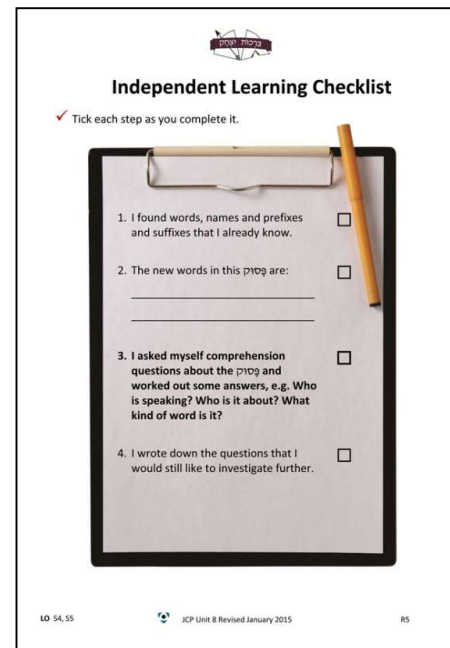 ברכות יצחק
Independent Learning Checklist
Tick each step as you complete it.
1. I found words, names and prefixes
and suffixes that I already know.
2. The new words in this פָּסוּק are:
3. I asked myself comprehension
questions about the פָּסוּק and
worked out some answers, e.g. Who
is speaking? Who is it about? What
kind of word is it?
4. I wrote down the questions that I
would still like to investigate further.
LO S4, S5
JCP Unit 8 Revised January 2015
R5